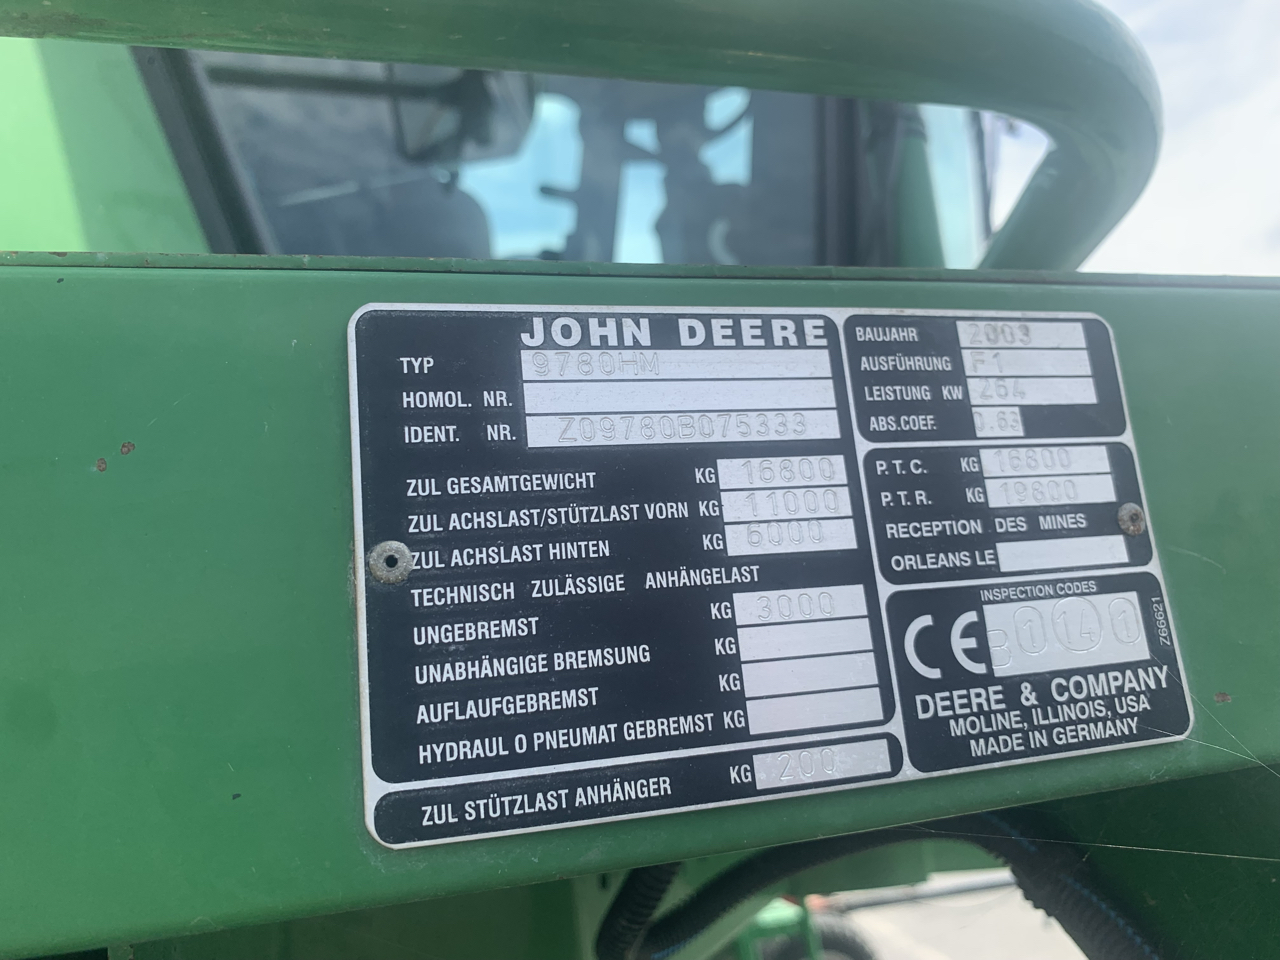 JOHN DEERE
TYP 9780HM
HOMOL. NR.
IDENT. NR. Z09780B075333
ZUL GESAMTGEWICHT KG 16800
ZUL ACHSLAST/STÜTZLAST VORN KG 11000
ZUL ACHSLAST HINTEN KG 6000
TECHNISCH ZULÄSSIGE ANHÄNGELAST
UNGEBREMST KG 3000
UNABHÄNGIGE BREMSUNG KG
AUFLAUFGEBREMST KG
HYDRAUL O PNEUMAT GEBREMST KG
ZUL STÜTZLAST ANHÄNGER KG 200
BAUJAHR 2003
AUSFÜHRUNG F1
LEISTUNG KW 264
ABS.COEF. 0.63
P.T.C. KG 16800
P.T.R. KG 19800
RECEPTION DES MINES
ORLEANS LE
INSPECTION CODES
CE B 1 14 1
Z66621
DEERE & COMPANY
MOLINE, ILLINOIS, USA
MADE IN GERMANY